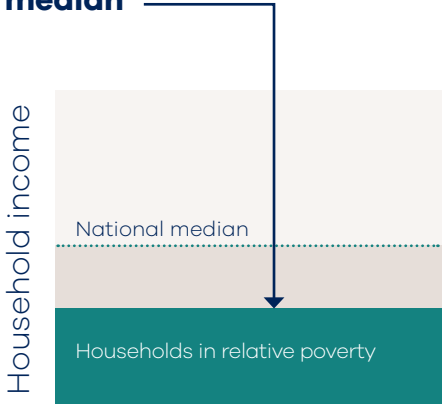 median
Household income
National median
Households in relative poverty